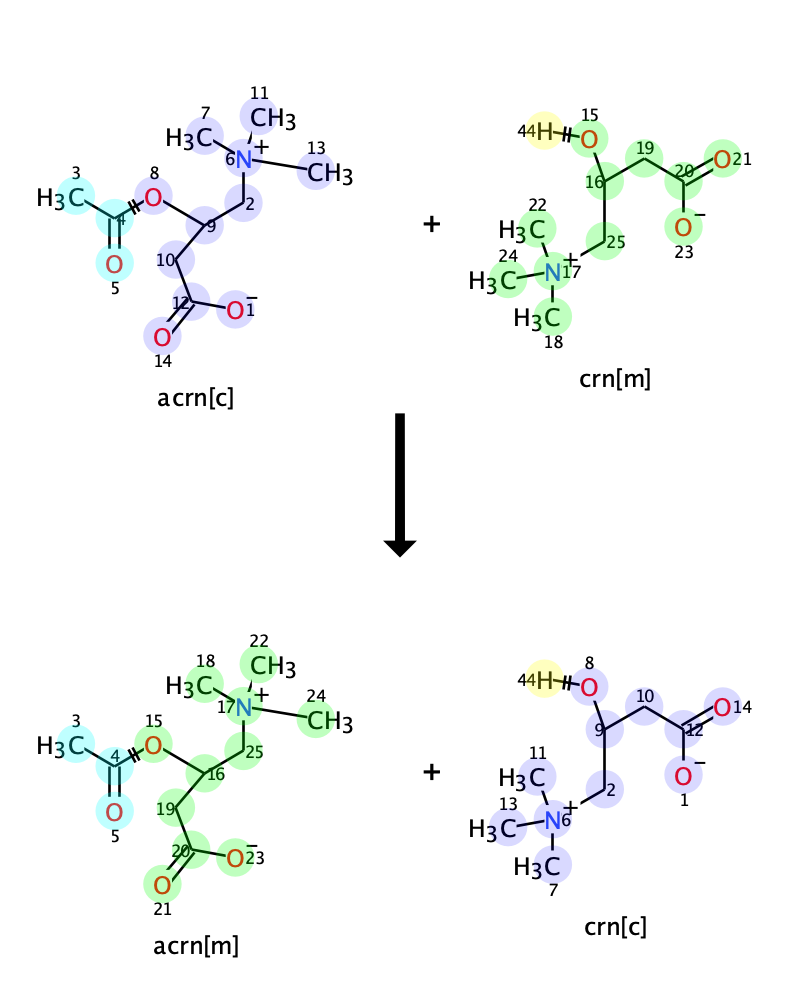 11
7
CH₃
H₃C
13
6
N
+
CH₃
3
8
H₃C
O
2
4
9
10
O
5
12
O
−
1
O
14
acrn[c]
+
15
44
H
O
19
20
O
21
16
22
H₃C
O
−
23
25
24
H₃C
N
+
17
H₃C
18
crn[m]
22
18
CH₃
H₃C
24
17
N
+
CH₃
3
15
H₃C
O
25
4
16
19
O
5
20
O
−
23
O
21
acrn[m]
+
8
44
H
O
10
12
O
14
9
11
H₃C
O
−
1
2
13
H₃C
N
+
6
H₃C
7
crn[c]